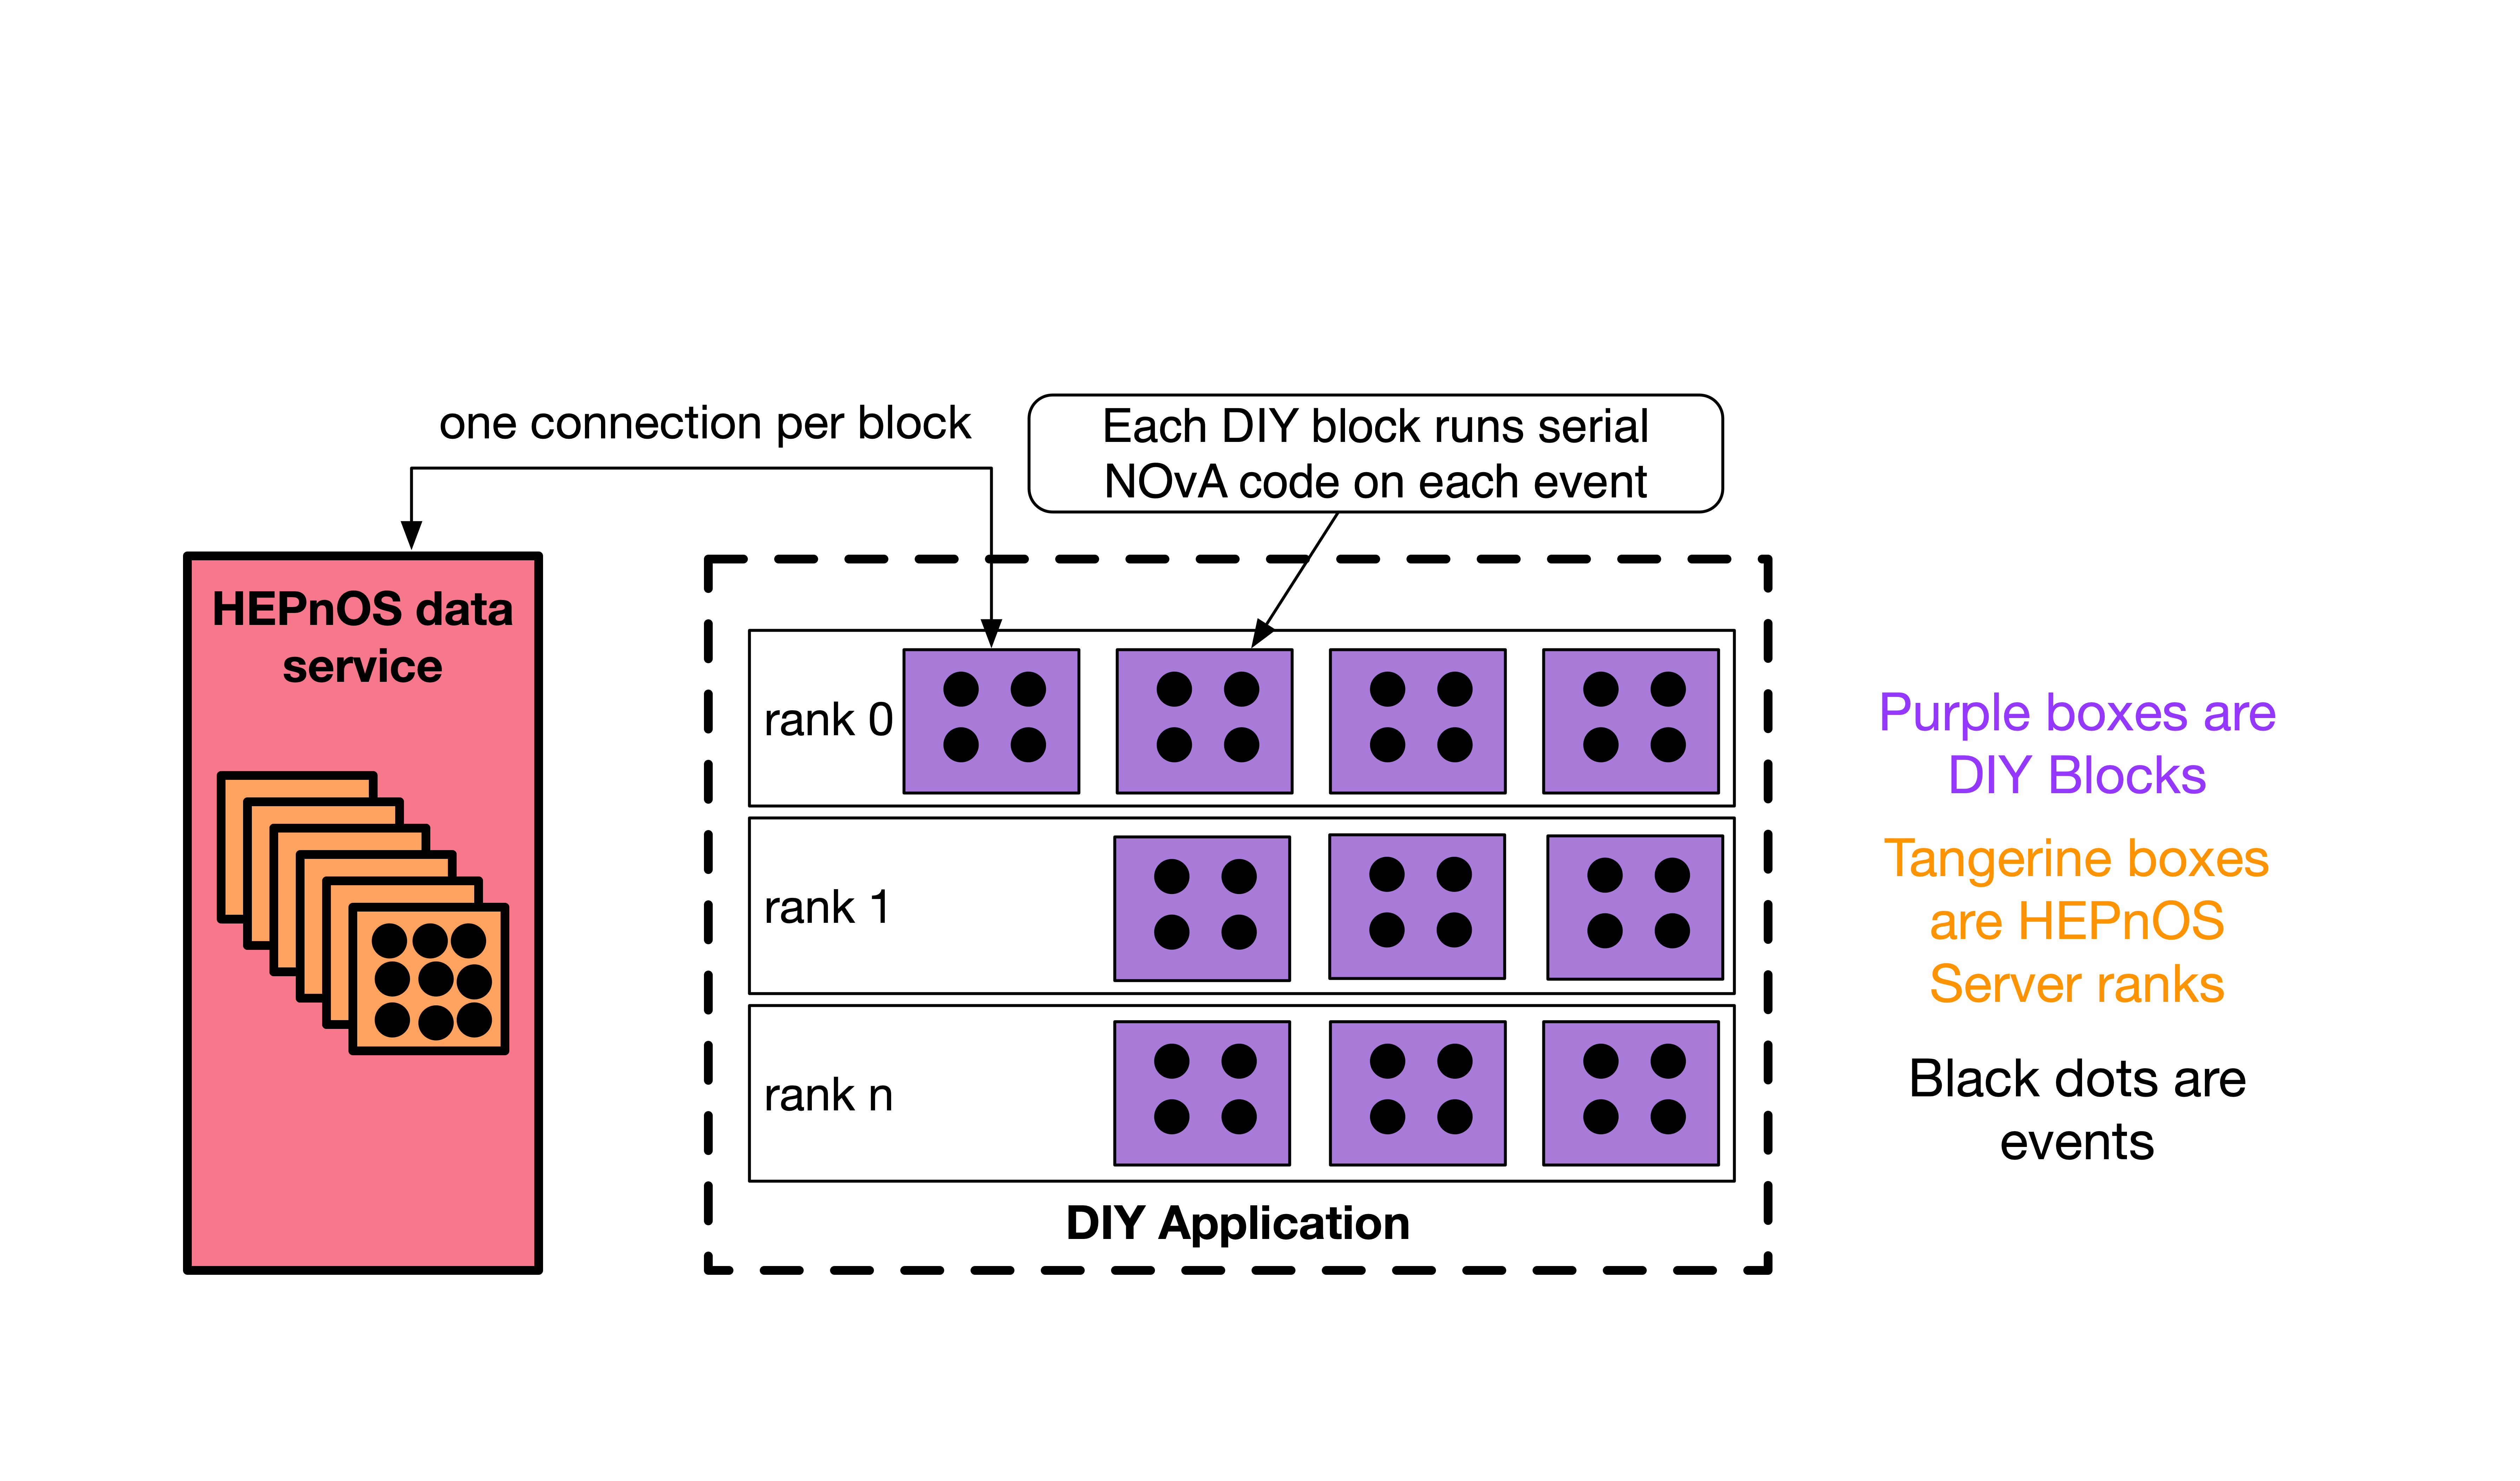 one connection per block
Each DIY block runs serial
NOvA code on each event
HEPnOS data
service
rank 0
rank 1
rank n
DIY Application
Purple boxes are
DIY Blocks
Tangerine boxes
are HEPnOS
Server ranks
Black dots are
events